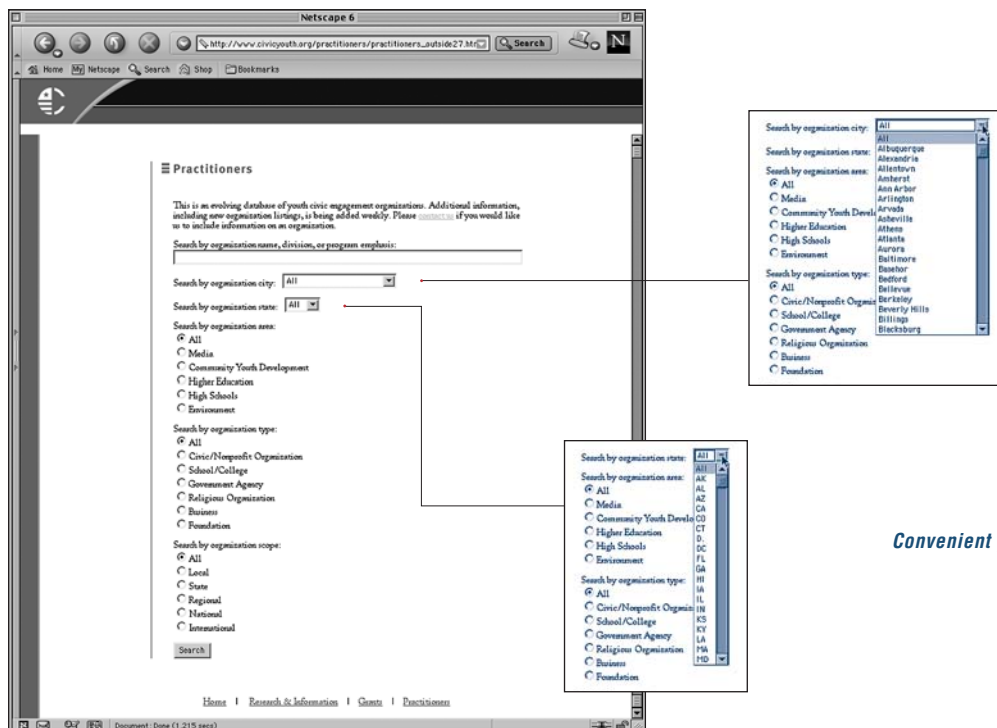 Netscape 6
http://www.civicyouth.org/practitioners/practitioners_outside27.htm
Search
N
Home My Netscape Search Shop Bookmarks
Practitioners
This is an evolving database of youth civic engagement organizations. Additional information,
including new organization listings, is being added weekly. Please contact us if you would like
us to include information on an organization.
Search by organization name, division, or program emphasis:
Search by organization city: All
Search by organization state: All
Search by organization area:
All
Media
Community Youth Development
Higher Education
High Schools
Environment
Search by organization type:
All
Civic/Nonprofit Organization
School/College
Government Agency
Religious Organization
Business
Foundation
Search by organization scope:
All
Local
State
Regional
National
International
Search
Home | Research & Information | Grants | Practitioners
Document: Done (1.215 secs)
Search by organization city: All
All
Albuquerque
Search by organization state:
Alexandria
Allentown
Search by organization area:
Amherst
All
Ann Arbor
Media
Arlington
Community Youth Develo
Arvada
Asheville
Higher Education
Athens
High Schools
Atlanta
Environment
Aurora
Baltimore
Search by organization type:
Basehor
All
Bedford
Bellevue
Civic/Nonprofit Organiz
Berkeley
School/College
Beverly Hills
Government Agency
Billings
Blacksburg
Religious Organization
Business
Foundation
Search by organization state: All
All
Search by organization area:
AK
All
AL
AZ
Media
CA
Community Youth Develo
CO
Higher Education
CT
D.
High Schools
DC
Environment
FL
GA
Search by organization type:
HI
All
IA
IL
Civic/Nonprofit Organiz
IN
School/College
KS
Government Agency
KY
LA
Religious Organization
MA
Business
MD
Foundation
Convenient